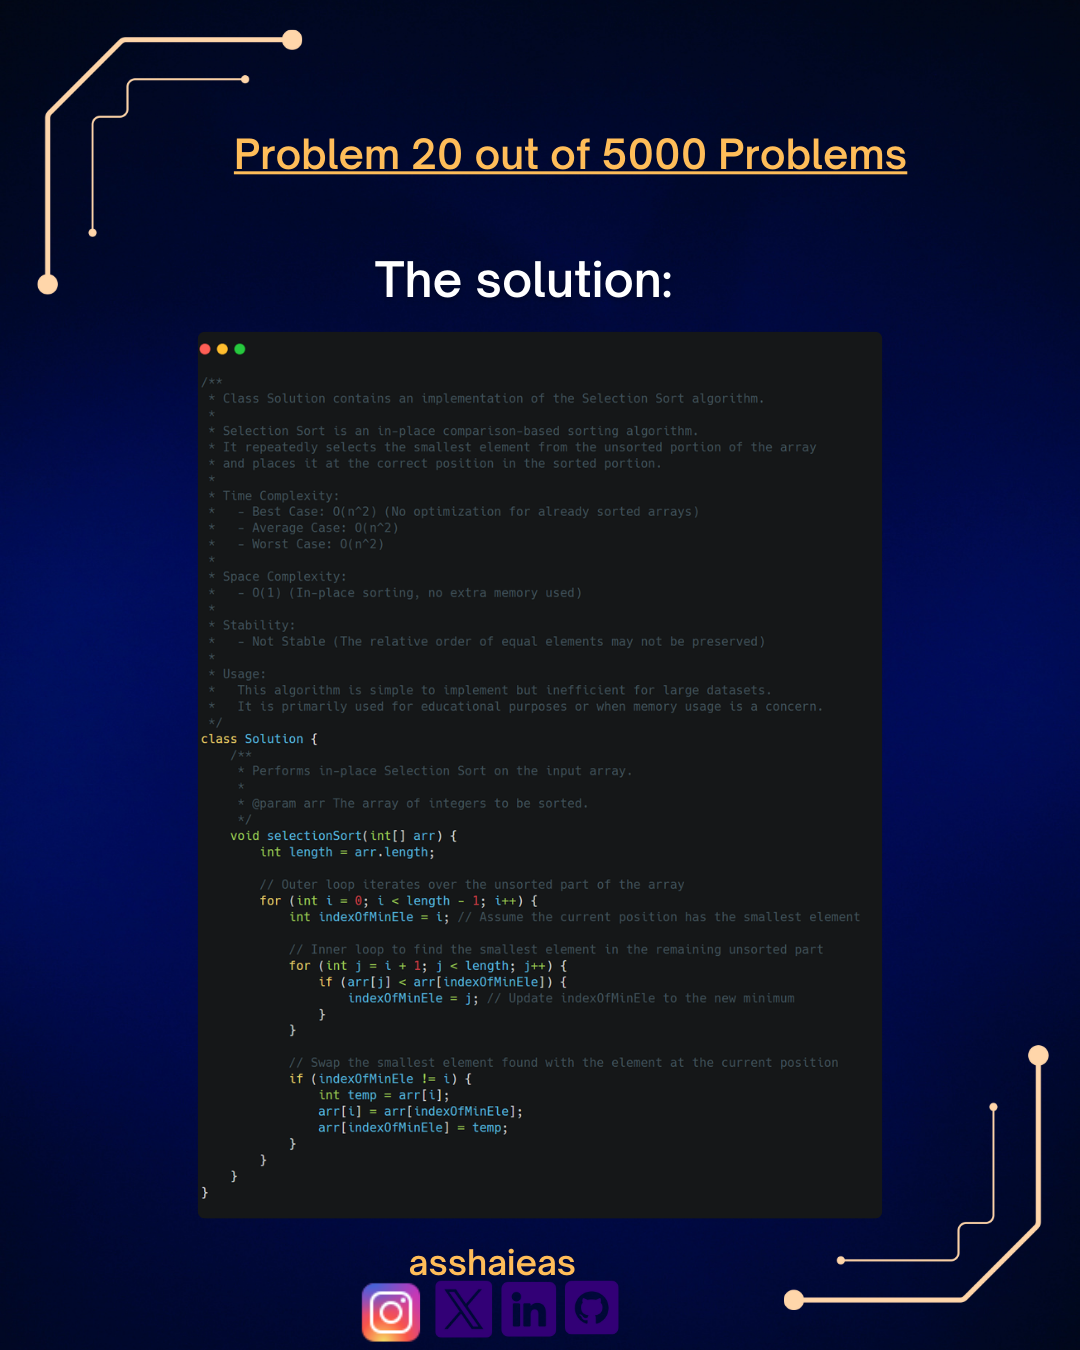 Problem 20 out of 5000 Problems
The solution:
/**
 * Class Solution contains an implementation of the Selection Sort algorithm.
 *
 * Selection Sort is an in-place comparison-based sorting algorithm.
 * It repeatedly selects the smallest element from the unsorted portion of the array
 * and places it at the correct position in the sorted portion.
 *
 * Time Complexity:
 *   - Best Case: O(n^2) (No optimization for already sorted arrays)
 *   - Average Case: O(n^2)
 *   - Worst Case: O(n^2)
 *
 * Space Complexity:
 *   - O(1) (In-place sorting, no extra memory used)
 *
 * Stability:
 *   - Not Stable (The relative order of equal elements may not be preserved)
 *
 * Usage:
 *   This algorithm is simple to implement but inefficient for large datasets.
 *   It is primarily used for educational purposes or when memory usage is a concern.
 */
class Solution {
    /**
     * Performs in-place Selection Sort on the input array.
     *
     * @param arr The array of integers to be sorted.
     */
    void selectionSort(int[] arr) {
        int length = arr.length;

        // Outer loop iterates over the unsorted part of the array
        for (int i = 0; i < length - 1; i++) {
            int indexOfMinEle = i; // Assume the current position has the smallest element

            // Inner loop to find the smallest element in the remaining unsorted part
            for (int j = i + 1; j < length; j++) {
                if (arr[j] < arr[indexOfMinEle]) {
                    indexOfMinEle = j; // Update indexOfMinEle to the new minimum
                }
            }

            // Swap the smallest element found with the element at the current position
            if (indexOfMinEle != i) {
                int temp = arr[i];
                arr[i] = arr[indexOfMinEle];
                arr[indexOfMinEle] = temp;
            }
        }
    }
}
asshaieas